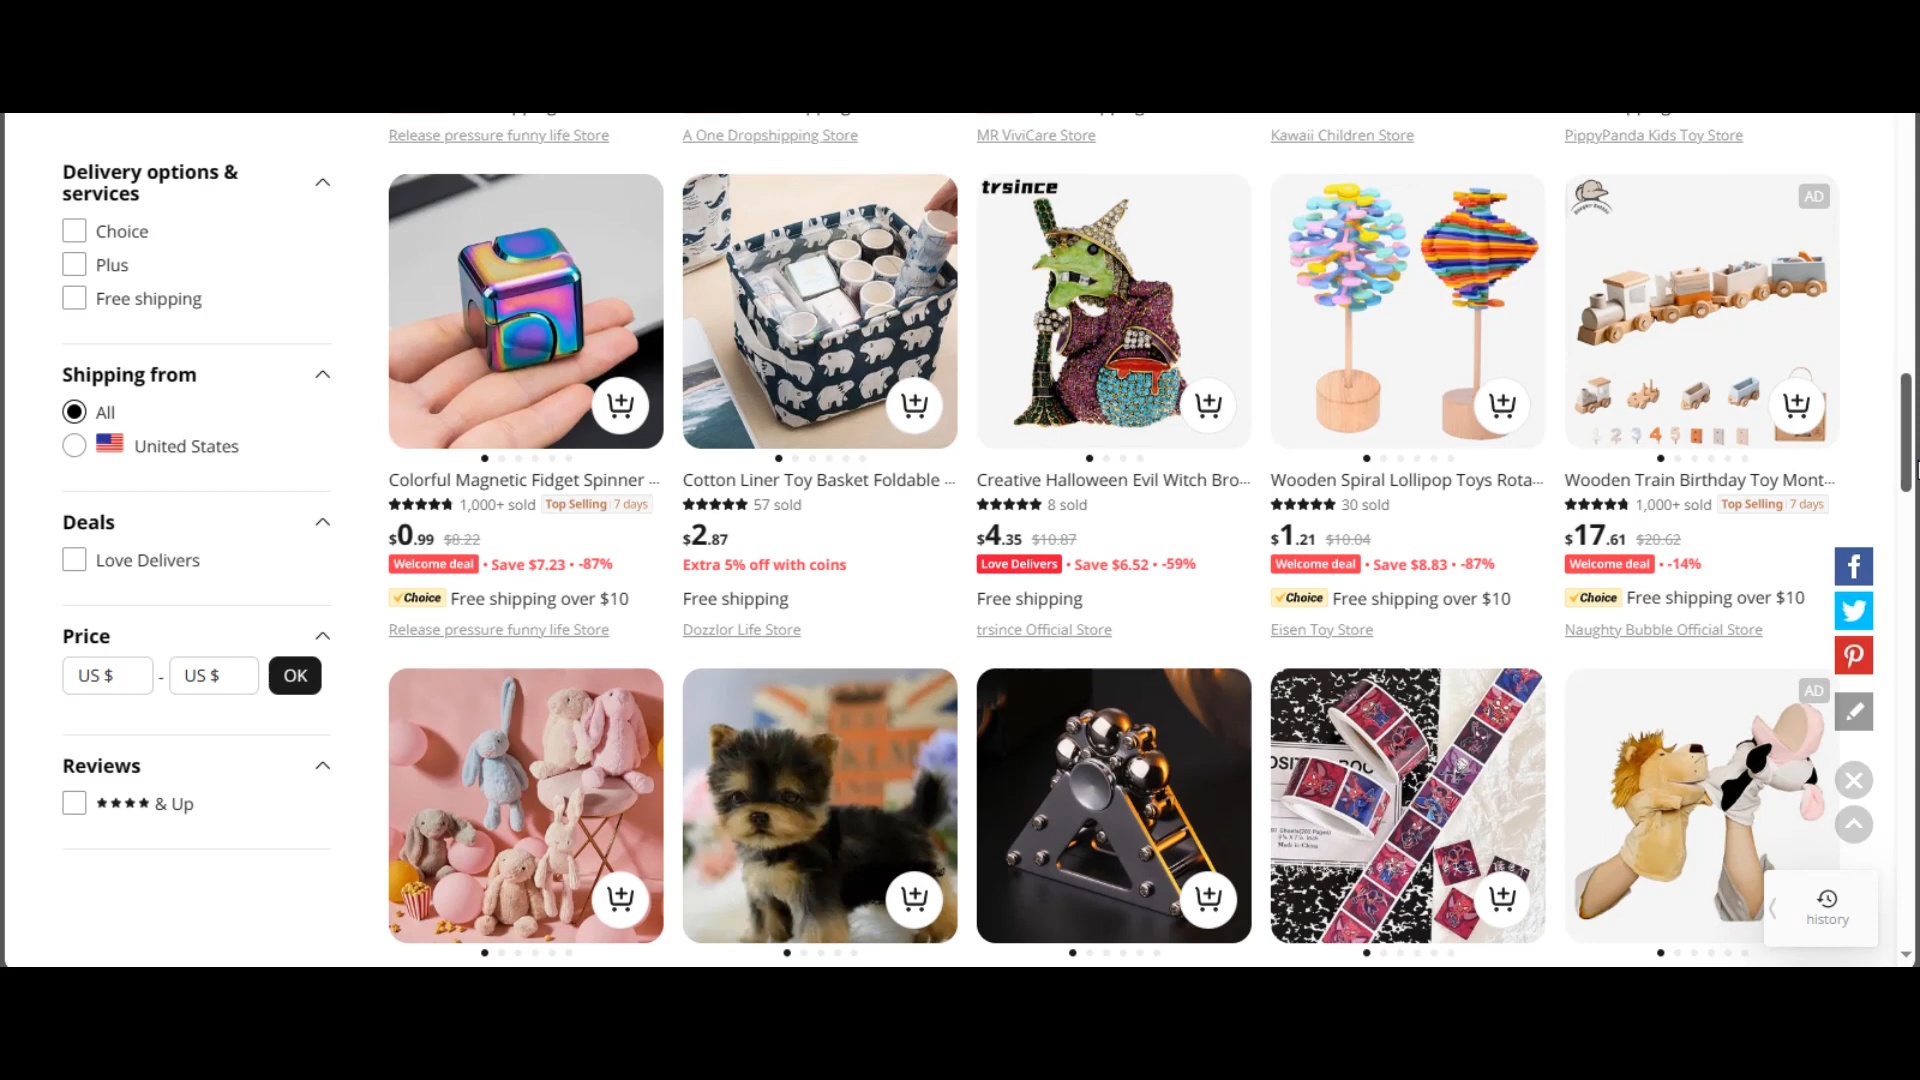 Release pressure funny life Store
A One Dropshipping Store
MR ViviCare Store
Kawaii Children Store
PippyPanda Kids Toy Store
Delivery options &
services
Choice
Plus
Free shipping
Shipping from
All
United States
Deals
Love Delivers
Price
US $ - US $ OK
Reviews
★★★★ & Up
trsince
AD
1 2 3 4 5
Colorful Magnetic Fidget Spinner ...
★★★★★ 1,000+ sold Top Selling | 7 days
$0.99 $8.22
Welcome deal • Save $7.23 • -87%
Choice Free shipping over $10
Release pressure funny life Store
Cotton Liner Toy Basket Foldable ...
★★★★★ 57 sold
$2.87
Extra 5% off with coins
Free shipping
Dozzlor Life Store
Creative Halloween Evil Witch Bro...
★★★★★ 8 sold
$4.35 $10.87
Love Delivers • Save $6.52 • -59%
Free shipping
trsince Official Store
Wooden Spiral Lollipop Toys Rota...
★★★★★ 30 sold
$1.21 $10.04
Welcome deal • Save $8.83 • -87%
Choice Free shipping over $10
Eisen Toy Store
Wooden Train Birthday Toy Mont...
★★★★★ 1,000+ sold Top Selling | 7 days
$17.61 $20.62
Welcome deal • -14%
Choice Free shipping over $10
Naughty Bubble Official Store
AD
Made in China
history